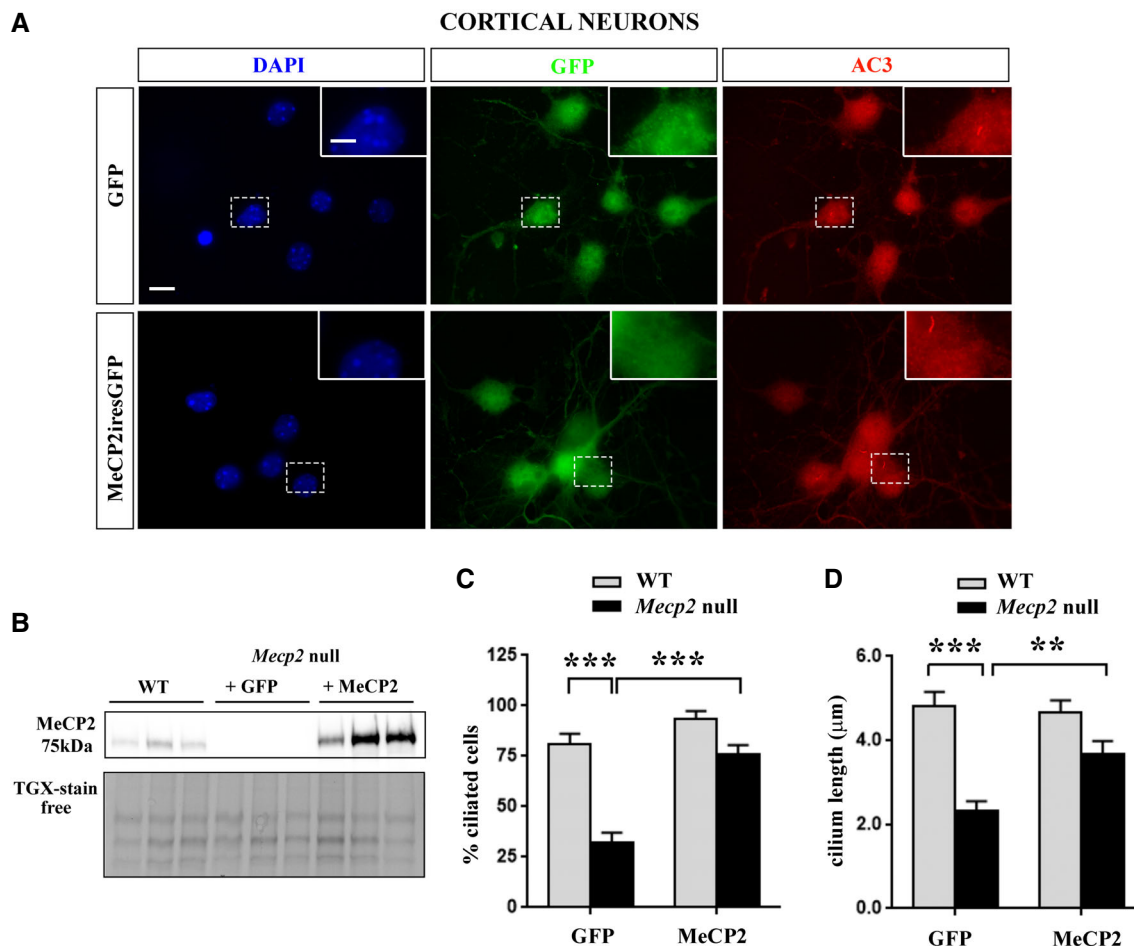 A
CORTICAL NEURONS
DAPI
GFP
AC3
GFP
MeCP2iresGFP
B
Mecp2 null
WT
+ GFP
+ MeCP2
MeCP2
75kDa
TGX-stain
free
C
WT
Mecp2 null
***
***
% ciliated cells
125
100
75
50
25
0
GFP
MeCP2
D
WT
Mecp2 null
***
**
cilium length (μm)
6.0
4.0
2.0
0.0
GFP
MeCP2